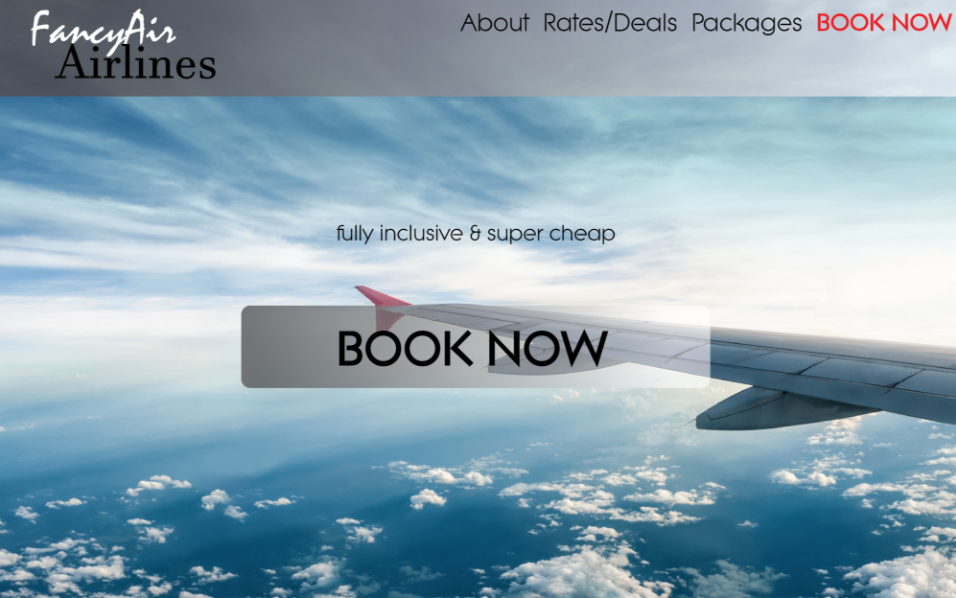 FancyAir
Airlines
About Rates/Deals Packages BOOK NOW
fully inclusive & super cheap
BOOK NOW